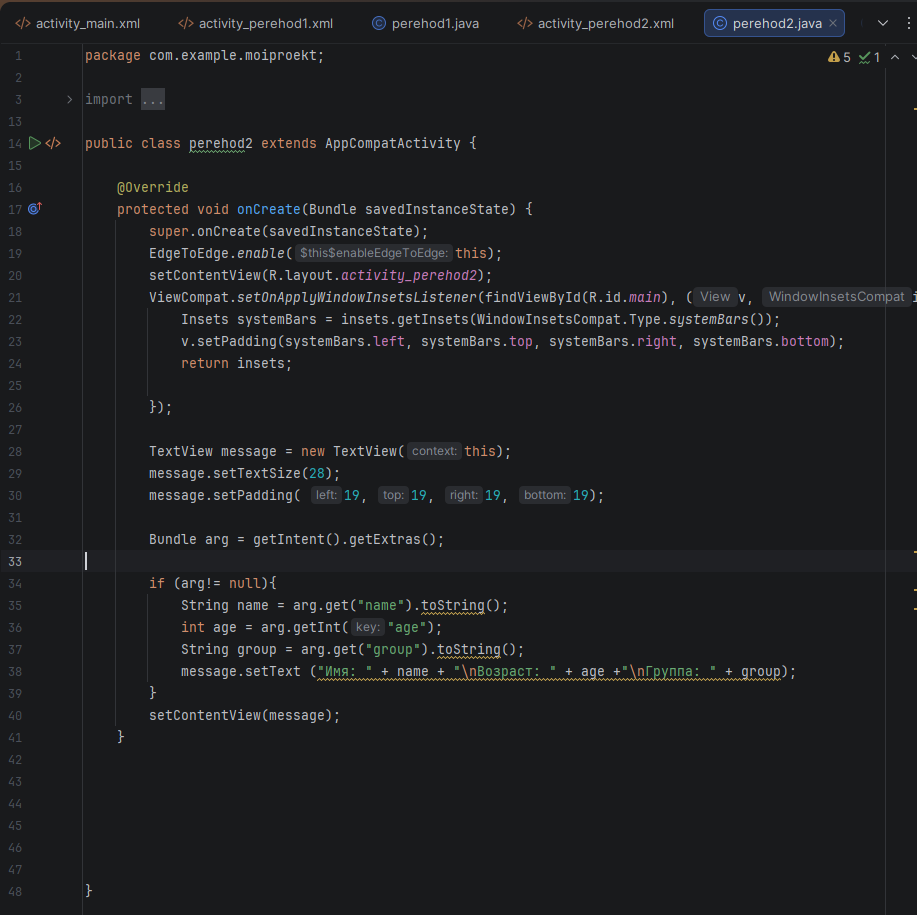 activity_main.xml activity_perehod1.xml perehod1.java activity_perehod2.xml perehod2.java
5 1
1 package com.example.moiproekt;
2
3 import ...
13
14 public class perehod2 extends AppCompatActivity {
15
16 @Override
17 protected void onCreate(Bundle savedInstanceState) {
18 super.onCreate(savedInstanceState);
19 EdgeToEdge.enable( $this$enableEdgeToEdge: this);
20 setContentView(R.layout.activity_perehod2);
21 ViewCompat.setOnApplyWindowInsetsListener(findViewById(R.id.main), ( View v, WindowInsetsCompat i
22 Insets systemBars = insets.getInsets(WindowInsetsCompat.Type.systemBars());
23 v.setPadding(systemBars.left, systemBars.top, systemBars.right, systemBars.bottom);
24 return insets;
25
26 });
27
28 TextView message = new TextView( context: this);
29 message.setTextSize(28);
30 message.setPadding( left: 19, top: 19, right: 19, bottom: 19);
31
32 Bundle arg = getIntent().getExtras();
33
34 if (arg!= null){
35 String name = arg.get("name").toString();
36 int age = arg.getInt( key: "age");
37 String group = arg.get("group").toString();
38 message.setText ("Имя: " + name + "\nВозраст: " + age +"\nГруппа: " + group);
39 }
40 setContentView(message);
41 }
42
43
44
45
46
47
48 }